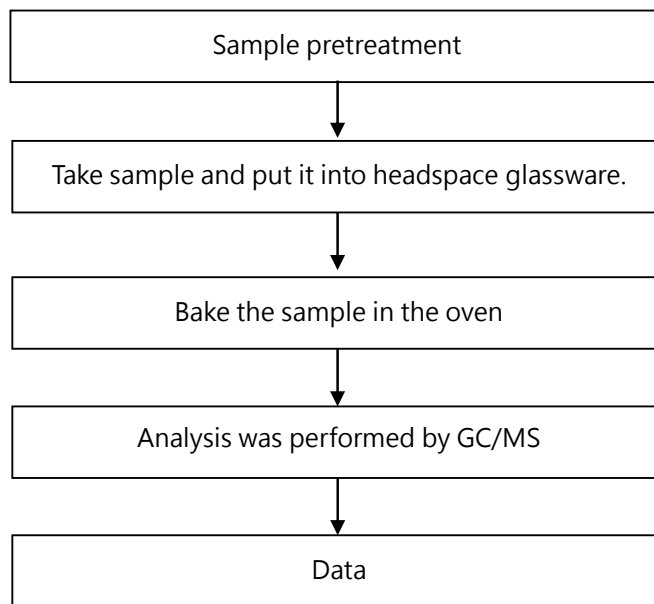 Sample pretreatment
Take sample and put it into headspace glassware.
Bake the sample in the oven
Analysis was performed by GC/MS
Data